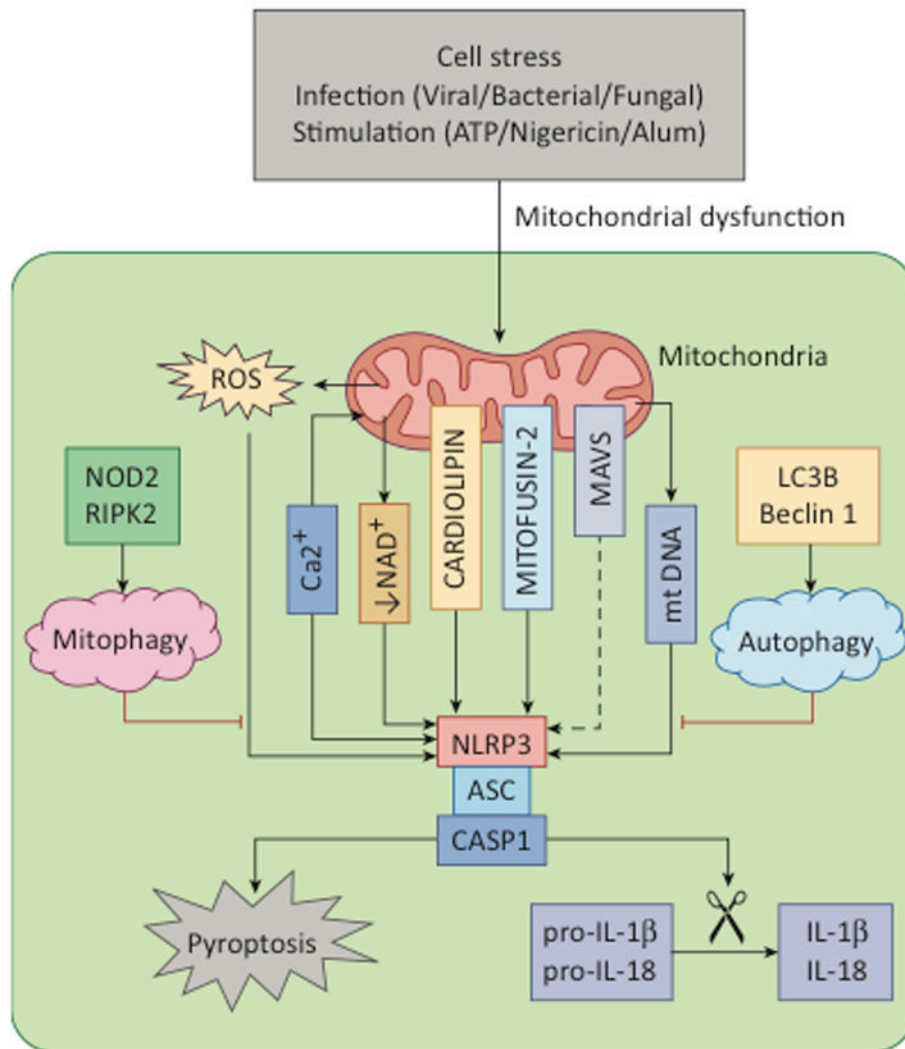 Cell stress
Infection (Viral/Bacterial/Fungal)
Stimulation (ATP/Nigericin/Alum)
Mitochondrial dysfunction
Mitochondria
ROS
NOD2
RIPK2
Mitophagy
Ca2⁺
↓NAD⁺
CARDIOLIPIN
MITOFUSIN-2
MAVS
mt DNA
LC3B
Beclin 1
Autophagy
NLRP3
ASC
CASP1
Pyroptosis
pro-IL-1β
pro-IL-18
IL-1β
IL-18